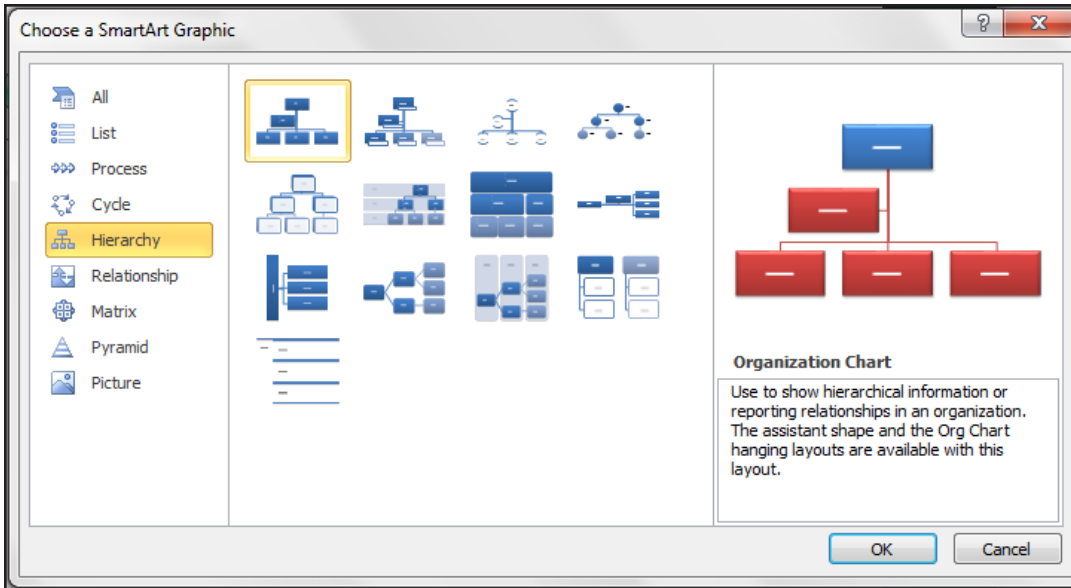 Choose a SmartArt Graphic
All
List
Process
Cycle
Hierarchy
Relationship
Matrix
Pyramid
Picture
Organization Chart
Use to show hierarchical information or
reporting relationships in an organization.
The assistant shape and the Org Chart
hanging layouts are available with this
layout.
OK
Cancel